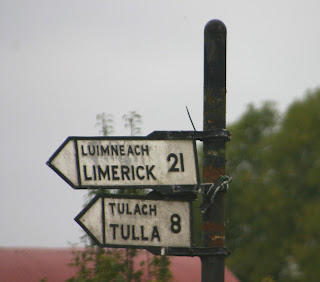 LUIMNEACH
LIMERICK 21
TULACH
TULLA 8